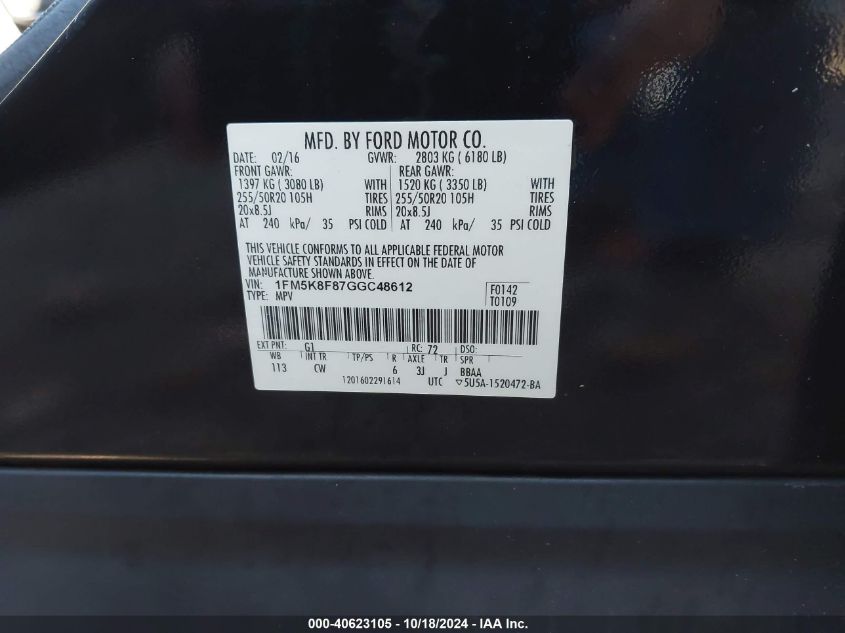 MFD. BY FORD MOTOR CO.
DATE: 02/16 GVWR: 2803 KG ( 6180 LB)
FRONT GAWR: REAR GAWR:
1397 KG ( 3080 LB) WITH 1520 KG ( 3350 LB) WITH
255/50R20 105H TIRES 255/50R20 105H TIRES
20x8.5J RIMS 20x8.5J RIMS
AT 240 kPa/ 35 PSI COLD AT 240 kPa/ 35 PSI COLD
THIS VEHICLE CONFORMS TO ALL APPLICABLE FEDERAL MOTOR
VEHICLE SAFETY STANDARDS IN EFFECT ON THE DATE OF
MANUFACTURE SHOWN ABOVE.
VIN: 1FM5K8F87GGC48612 F0142
TYPE: MPV T0109
EXT PNT: G1 RC: 72 DSO:
WB INT TR TP/PS R AXLE TR SPR
113 CW 6 3J J BBAA
1201602291614 UTC ▽5U5A-1520472-BA
000-40623105 - 10/18/2024 - IAA Inc.